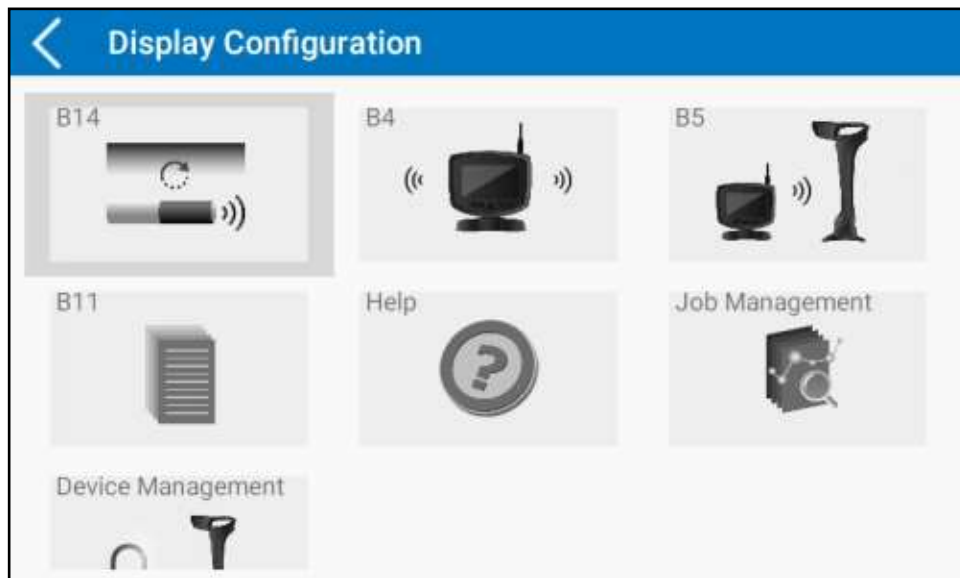 Display Configuration
B14
B4
B5
B11
Help
Job Management
Device Management